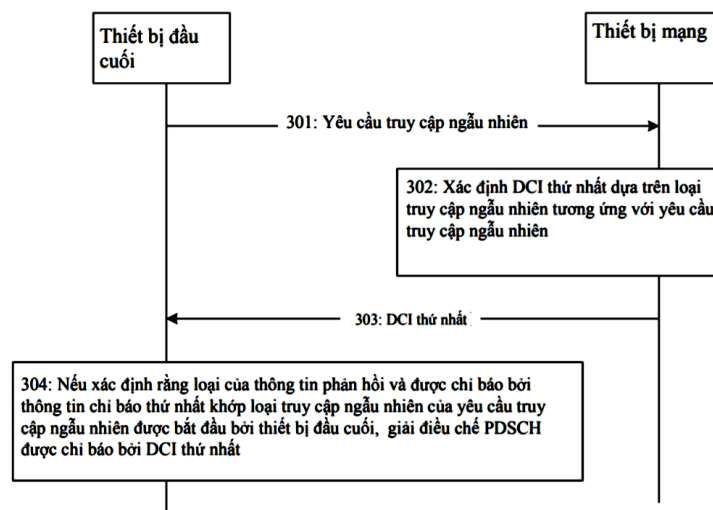 Thiết bị đầu
cuối
Thiết bị mạng
301: Yêu cầu truy cập ngẫu nhiên
302: Xác định DCI thứ nhất dựa trên loại
truy cập ngẫu nhiên tương ứng với yêu cầu
truy cập ngẫu nhiên
303: DCI thứ nhất
304: Nếu xác định rằng loại của thông tin phản hồi và được chỉ báo bởi
thông tin chỉ báo thứ nhất khớp loại truy cập ngẫu nhiên của yêu cầu truy
cập ngẫu nhiên được bắt đầu bởi thiết bị đầu cuối, giải điều chế PDSCH
được chỉ báo bởi DCI thứ nhất